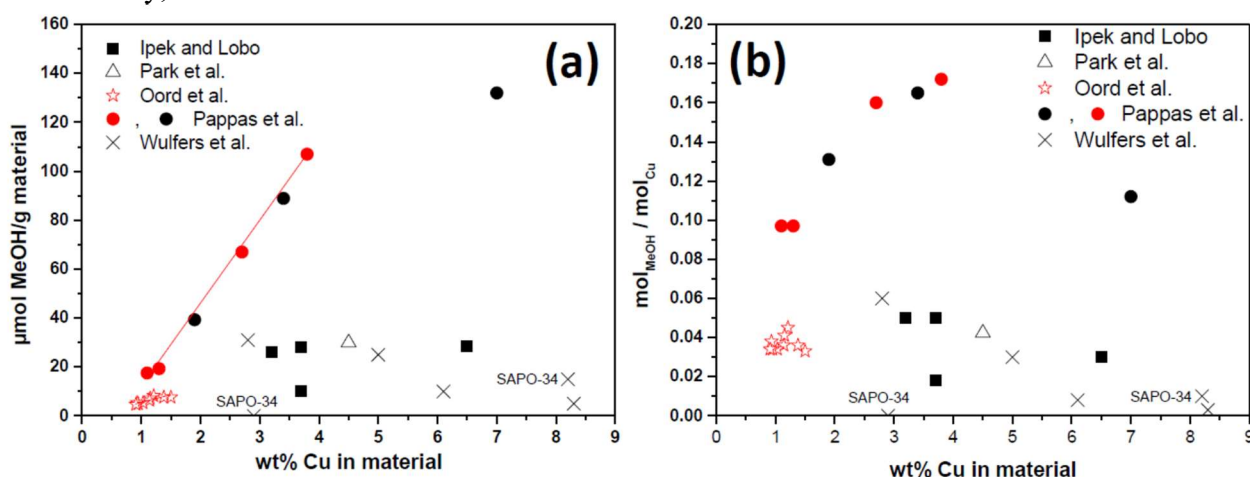 (a)
µmol MeOH/g material
160
140
120
100
80
60
40
20
0
Ipek and Lobo
Park et al.
Oord et al.
, Pappas et al.
Wulfers et al.
SAPO-34
SAPO-34
0 1 2 3 4 5 6 7 8 9
wt% Cu in material
(b)
molMeOH / molCu
0.20
0.18
0.16
0.14
0.12
0.10
0.08
0.06
0.04
0.02
0.00
Ipek and Lobo
Park et al.
Oord et al.
, Pappas et al.
Wulfers et al.
SAPO-34
SAPO-34
0 1 2 3 4 5 6 7 8 9
wt% Cu in material